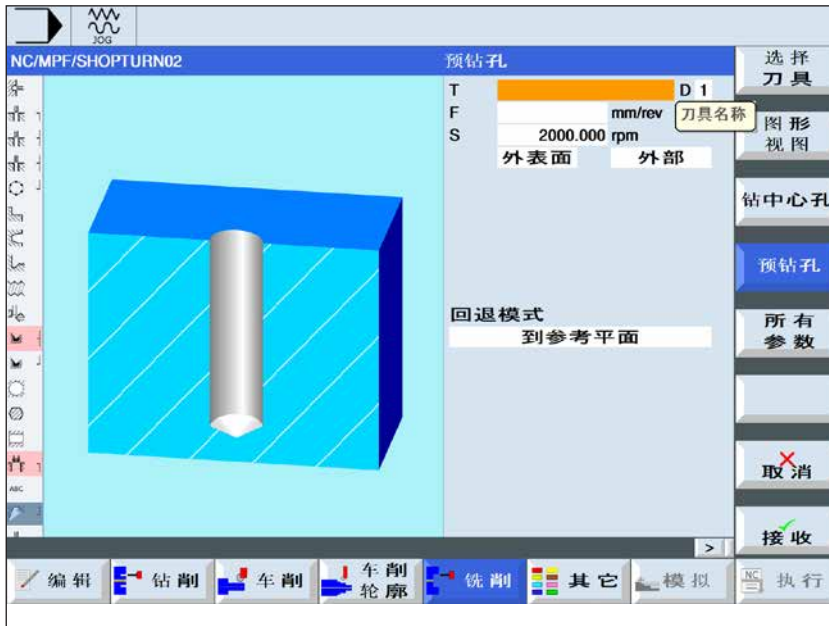 JOG
NC/MPF/SHOPTURN02
预钻孔
T
D 1
F
mm/rev
刀具名称
S
2000.000 rpm
外表面
外部
回退模式
到参考平面
选择
刀具
图形
视图
钻中心孔
预钻孔
所有
参数
取消
接收
ABC
>
编辑
钻削
车削
车削
轮廓
铣削
其它
模拟
NC
执行